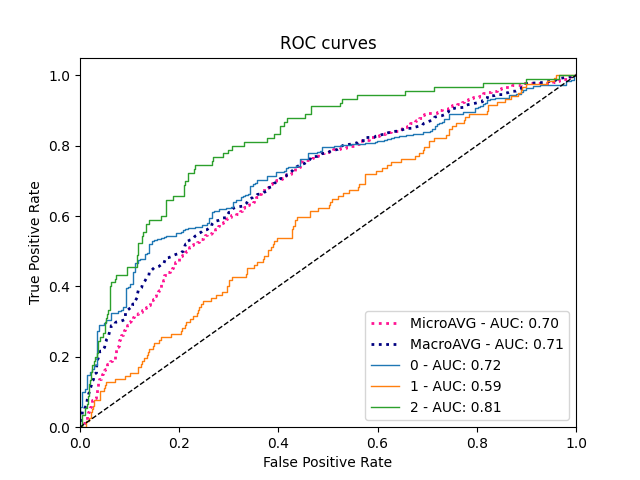 ROC curves
True Positive Rate
1.0
0.8
0.6
0.4
0.2
0.0
MicroAVG - AUC: 0.70
MacroAVG - AUC: 0.71
0 - AUC: 0.72
1 - AUC: 0.59
2 - AUC: 0.81
0.0 0.2 0.4 0.6 0.8 1.0
False Positive Rate